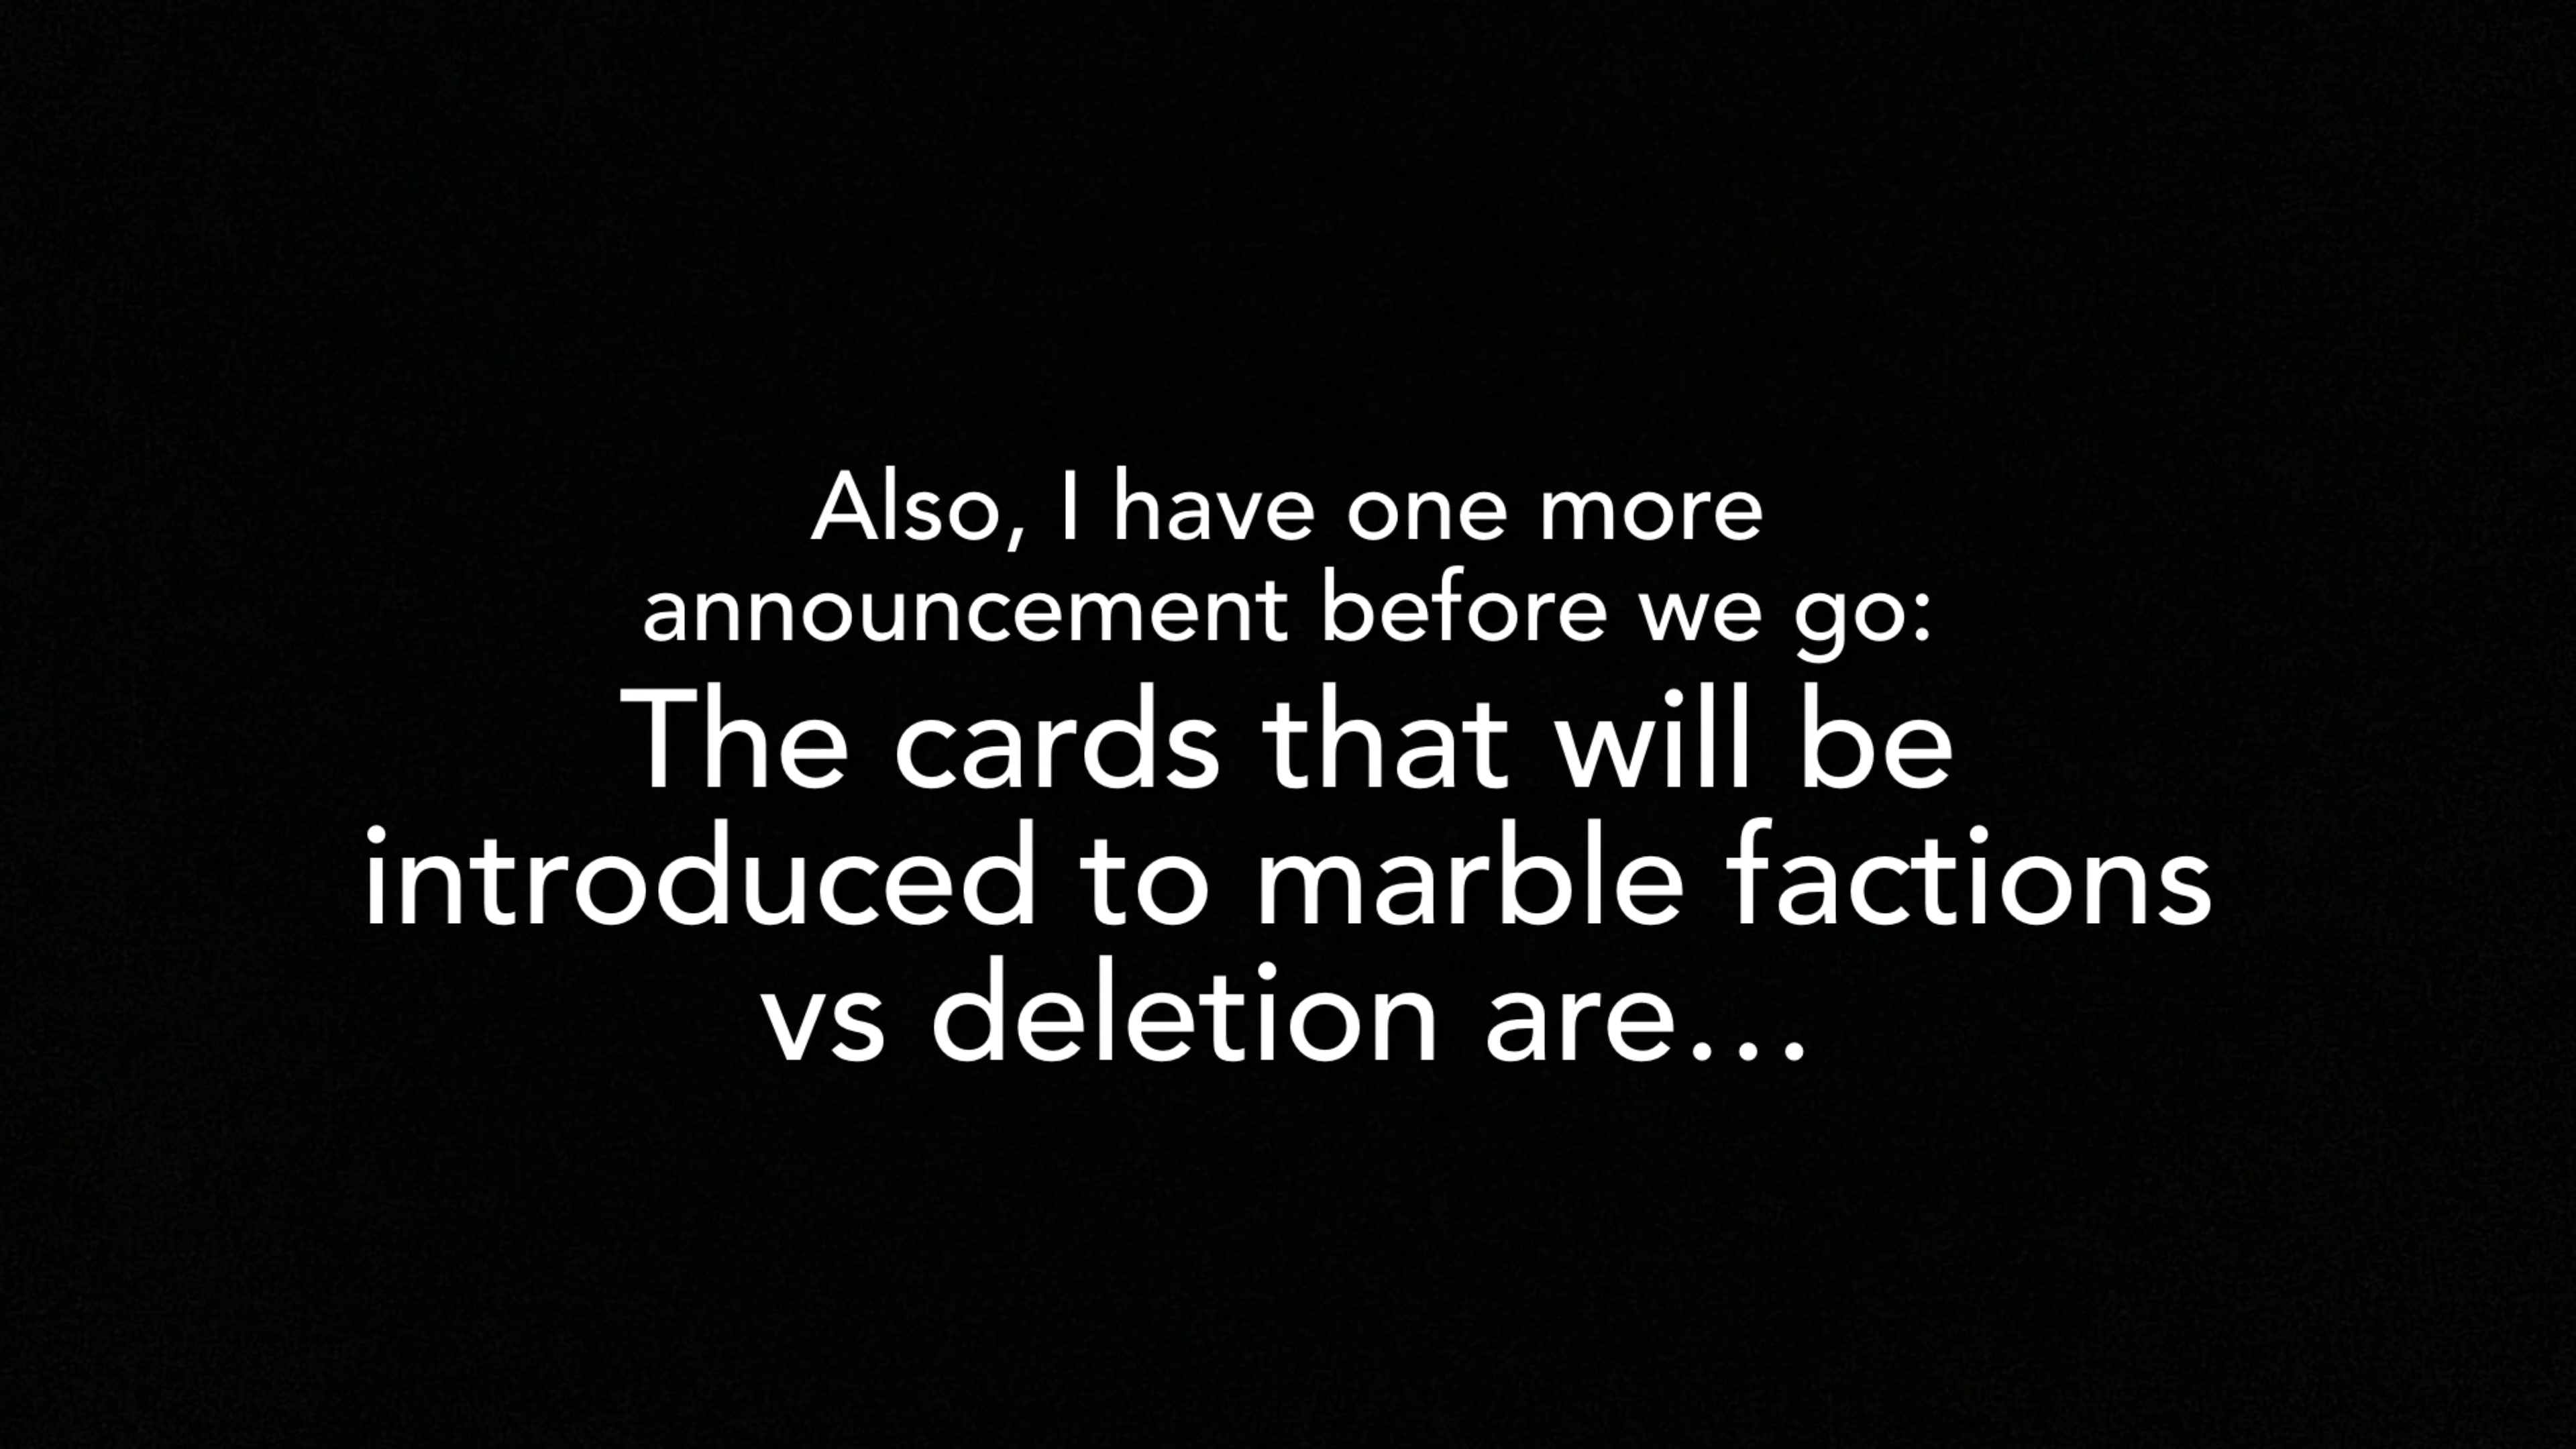 Also, I have one more
announcement before we go:
The cards that will be
introduced to marble factions
vs deletion are...